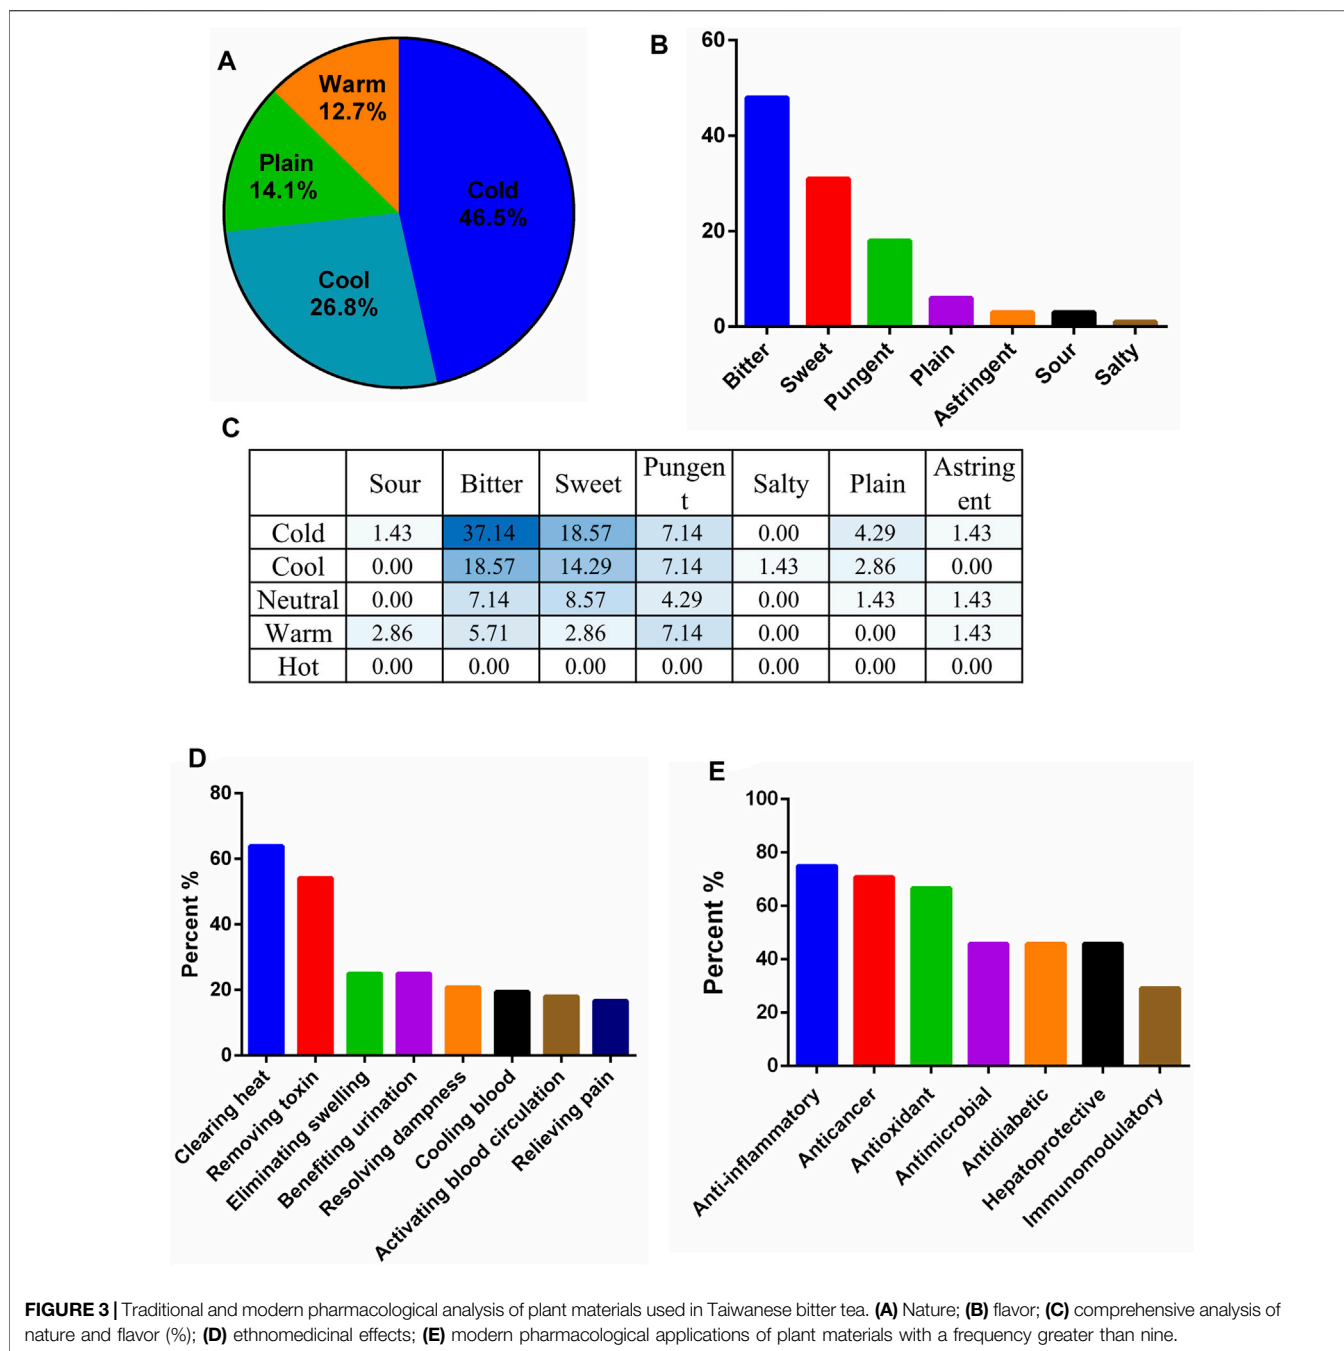 A
Warm
12.7%
Plain
14.1%
Cold
46.5%
Cool
26.8%
B
60
40
20
0
Bitter
Sweet
Pungent
Plain
Astringent
Sour
Salty
C
Sour Bitter Sweet Pungen Salty Plain Astring
t ent
Cold 1.43 37.14 18.57 7.14 0.00 4.29 1.43
Cool 0.00 18.57 14.29 7.14 1.43 2.86 0.00
Neutral 0.00 7.14 8.57 4.29 0.00 1.43 1.43
Warm 2.86 5.71 2.86 7.14 0.00 0.00 1.43
Hot 0.00 0.00 0.00 0.00 0.00 0.00 0.00
D
Percent %
80
60
40
20
0
Clearing heat
Removing toxin
Eliminating swelling
Benefiting urination
Resolving dampness
Cooling blood
Activating blood circulation
Relieving pain
E
Percent %
100
80
60
40
20
0
Anti-inflammatory
Anticancer
Antioxidant
Antimicrobial
Antidiabetic
Hepatoprotective
Immunomodulatory
FIGURE 3 | Traditional and modern pharmacological analysis of plant materials used in Taiwanese bitter tea. (A) Nature; (B) flavor; (C) comprehensive analysis of
nature and flavor (%); (D) ethnomedicinal effects; (E) modern pharmacological applications of plant materials with a frequency greater than nine.